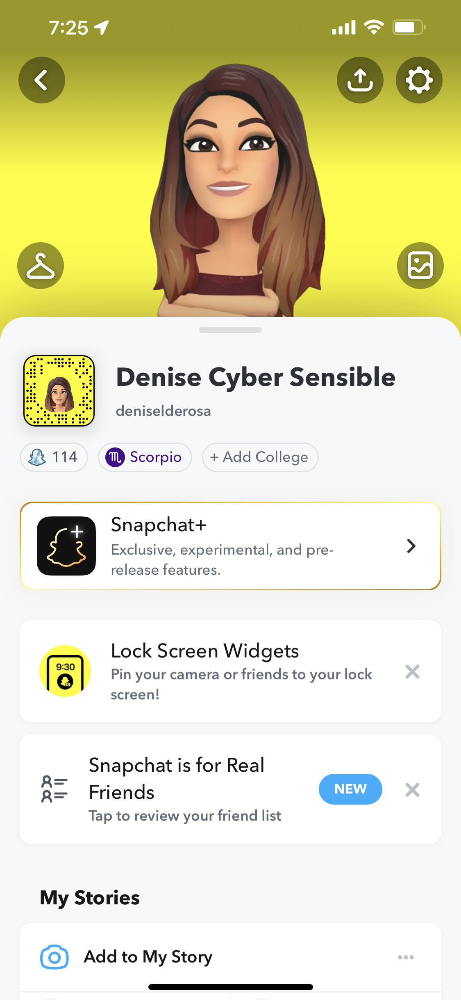 7:25
Denise Cyber Sensible
deniselderosa
114
Scorpio
+ Add College
Snapchat+
Exclusive, experimental, and pre-
release features.
9:30
Lock Screen Widgets
Pin your camera or friends to your lock
screen!
Snapchat is for Real
Friends
Tap to review your friend list
NEW
My Stories
Add to My Story